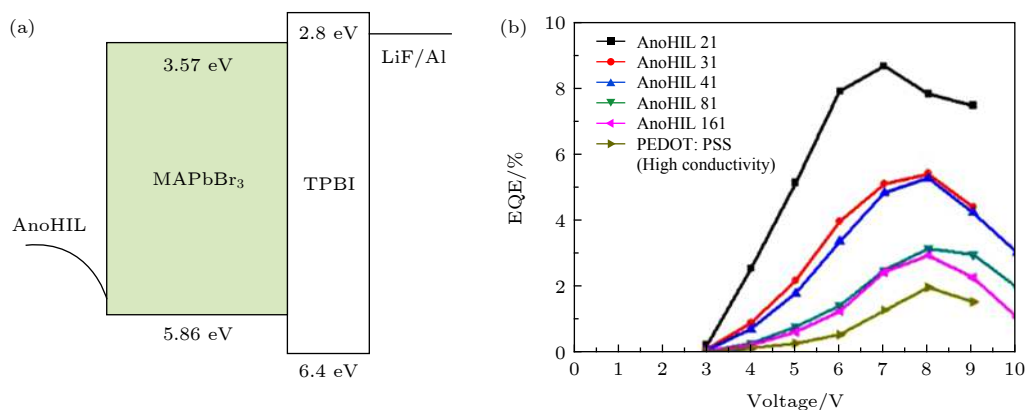 (a)
2.8 eV
LiF/Al
3.57 eV
MAPbBr₃
TPBI
AnoHIL
5.86 eV
6.4 eV
(b)
10
8
6
4
2
0
EQE/%
AnoHIL 21
AnoHIL 31
AnoHIL 41
AnoHIL 81
AnoHIL 161
PEDOT: PSS
(High conductivity)
0 1 2 3 4 5 6 7 8 9 10
Voltage/V